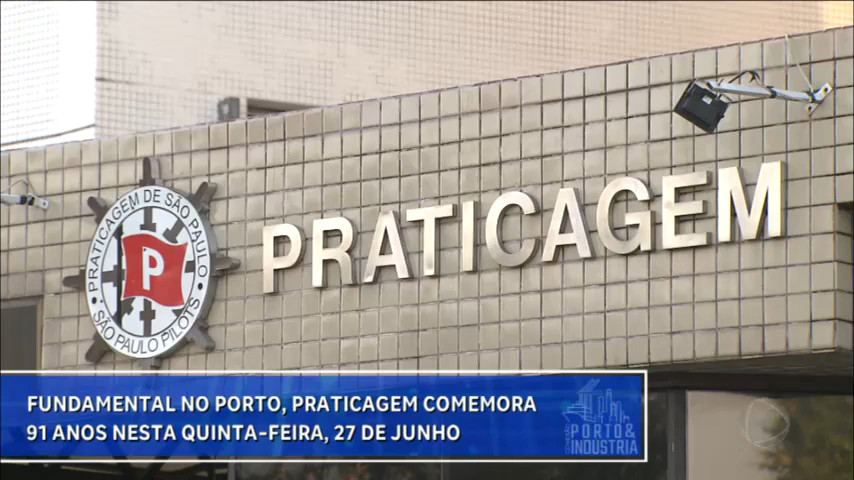 PRATICAGEM DE SÃO PAULO
P
SÃO PAULO PILOTS
PRATICAGEM
FUNDAMENTAL NO PORTO, PRATICAGEM COMEMORA
91 ANOS NESTA QUINTA-FEIRA, 27 DE JUNHO
PORTO&
INDÚSTRIA